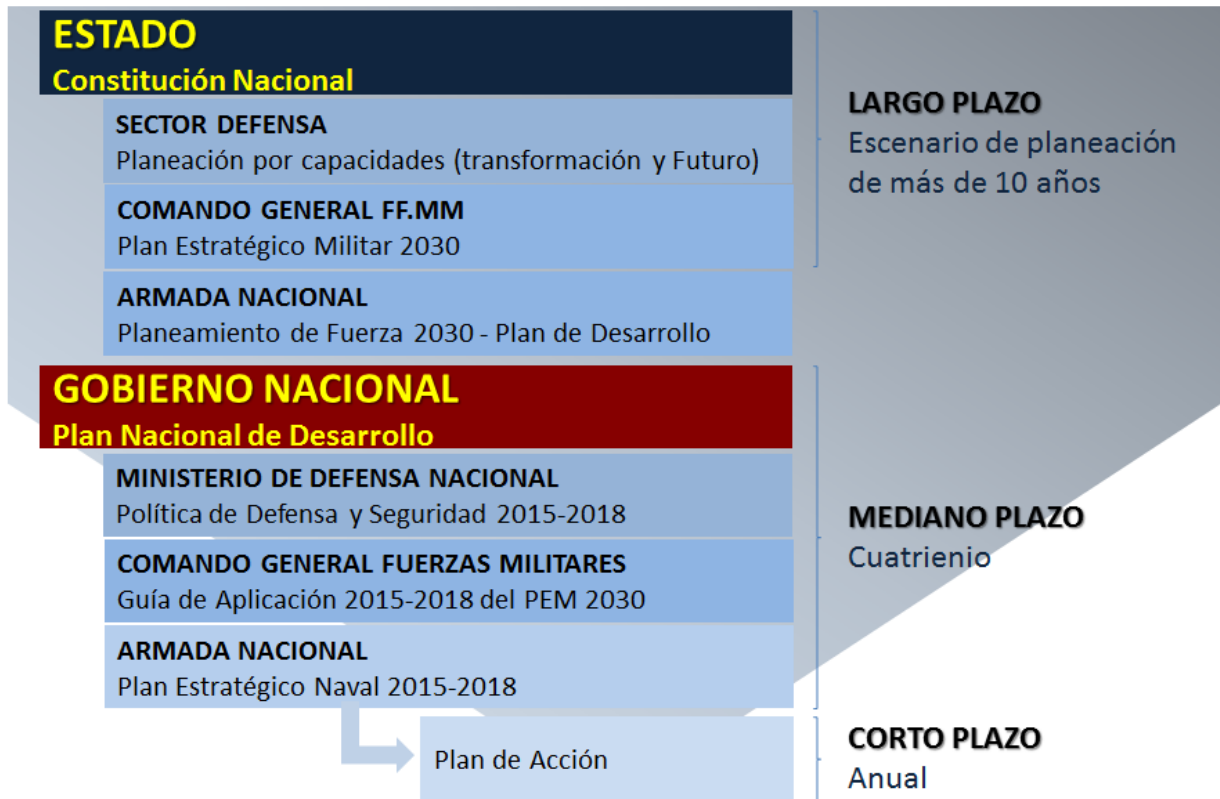 ESTADO
Constitución Nacional
SECTOR DEFENSA
Planeación por capacidades (transformación y Futuro)
COMANDO GENERAL FF.MM
Plan Estratégico Militar 2030
ARMADA NACIONAL
Planeamiento de Fuerza 2030 - Plan de Desarrollo
LARGO PLAZO
Escenario de planeación
de más de 10 años
GOBIERNO NACIONAL
Plan Nacional de Desarrollo
MINISTERIO DE DEFENSA NACIONAL
Política de Defensa y Seguridad 2015-2018
COMANDO GENERAL FUERZAS MILITARES
Guía de Aplicación 2015-2018 del PEM 2030
ARMADA NACIONAL
Plan Estratégico Naval 2015-2018
MEDIANO PLAZO
Cuatrienio
Plan de Acción
CORTO PLAZO
Anual